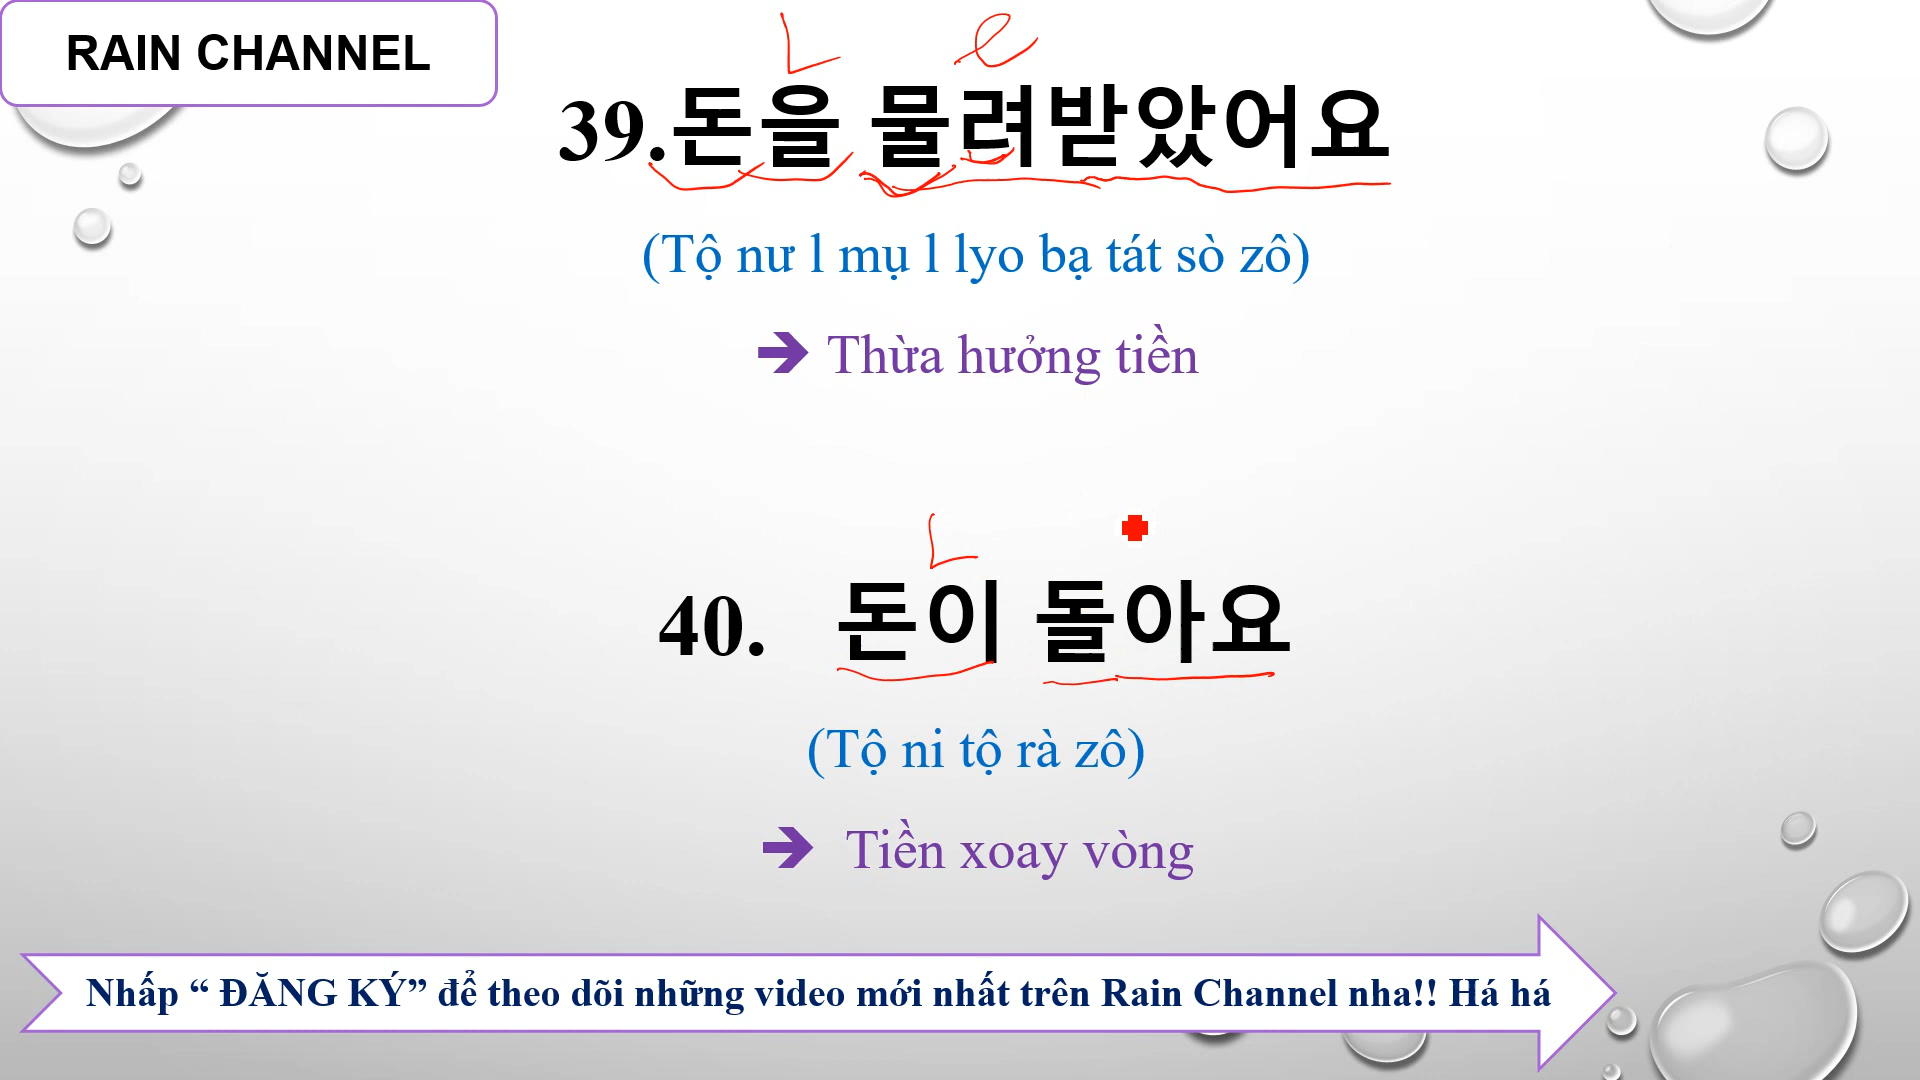 RAIN CHANNEL
L e
39.돈을 물려받았어요
(Tộ nư l mụ l lyo bạ tát sò zô)
➔ Thừa hưởng tiền
L
40. 돈이 돌아요
(Tộ ni tộ rà zô)
➔ Tiền xoay vòng
Nhấp “ ĐĂNG KÝ” để theo dõi những video mới nhất trên Rain Channel nha!! Há há